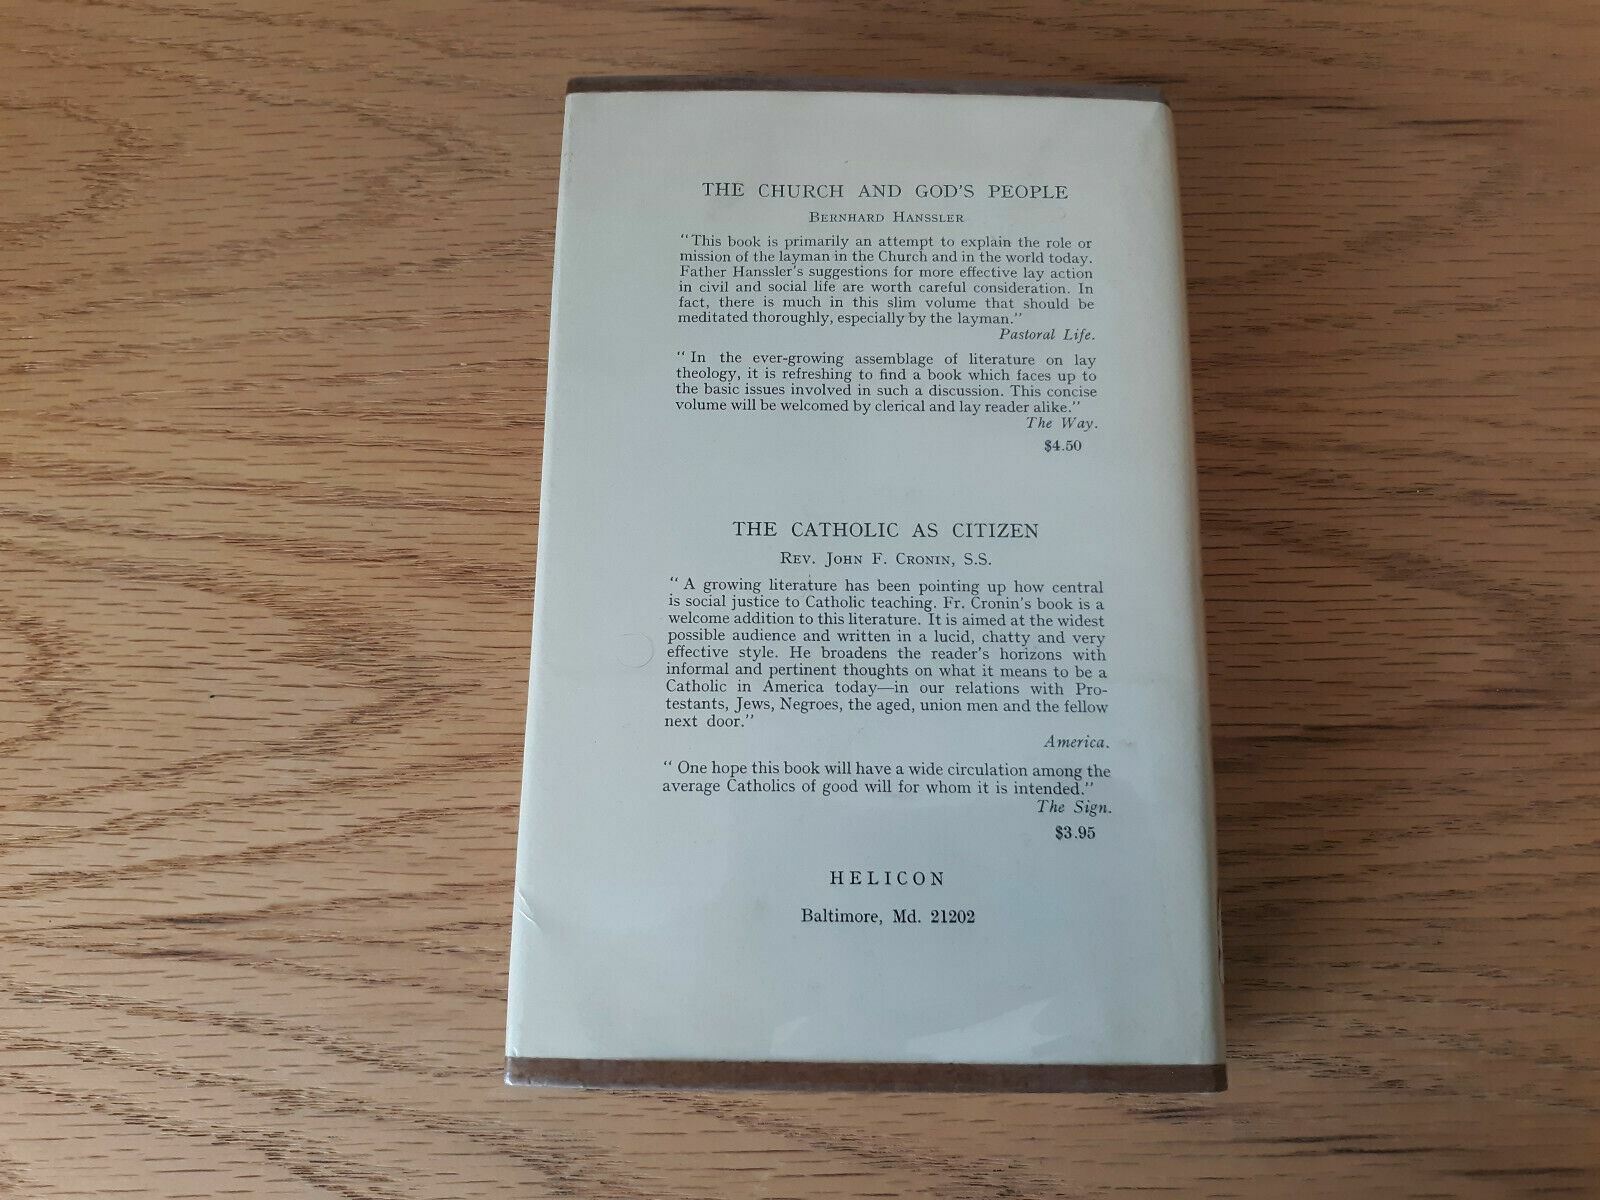 THE CHURCH AND GOD'S PEOPLE
BERNHARD HANSSLER
"This book is primarily an attempt to explain the role or
mission of the layman in the Church and in the world today.
Father Hanssler's suggestions for more effective lay action
in civil and social life are worth careful consideration. In
fact, there is much in this slim volume that should be
meditated thoroughly, especially by the layman."
Pastoral Life.
"In the ever-growing assemblage of literature on lay
theology, it is refreshing to find a book which faces up to
the basic issues involved in such a discussion. This concise
volume will be welcomed by clerical and lay reader alike."
The Way.
$4.50
THE CATHOLIC AS CITIZEN
REV. JOHN F. CRONIN, S.S.
"A growing literature has been pointing up how central
is social justice to Catholic teaching. Fr. Cronin's book is a
welcome addition to this literature. It is aimed at the widest
possible audience and written in a lucid, chatty and very
effective style. He broadens the reader's horizons with
informal and pertinent thoughts on what it means to be a
Catholic in America today—in our relations with Pro-
testants, Jews, Negroes, the aged, union men and the fellow
next door."
America.
"One hope this book will have a wide circulation among the
average Catholics of good will for whom it is intended."
The Sign.
$3.95
HELICON
Baltimore, Md. 21202